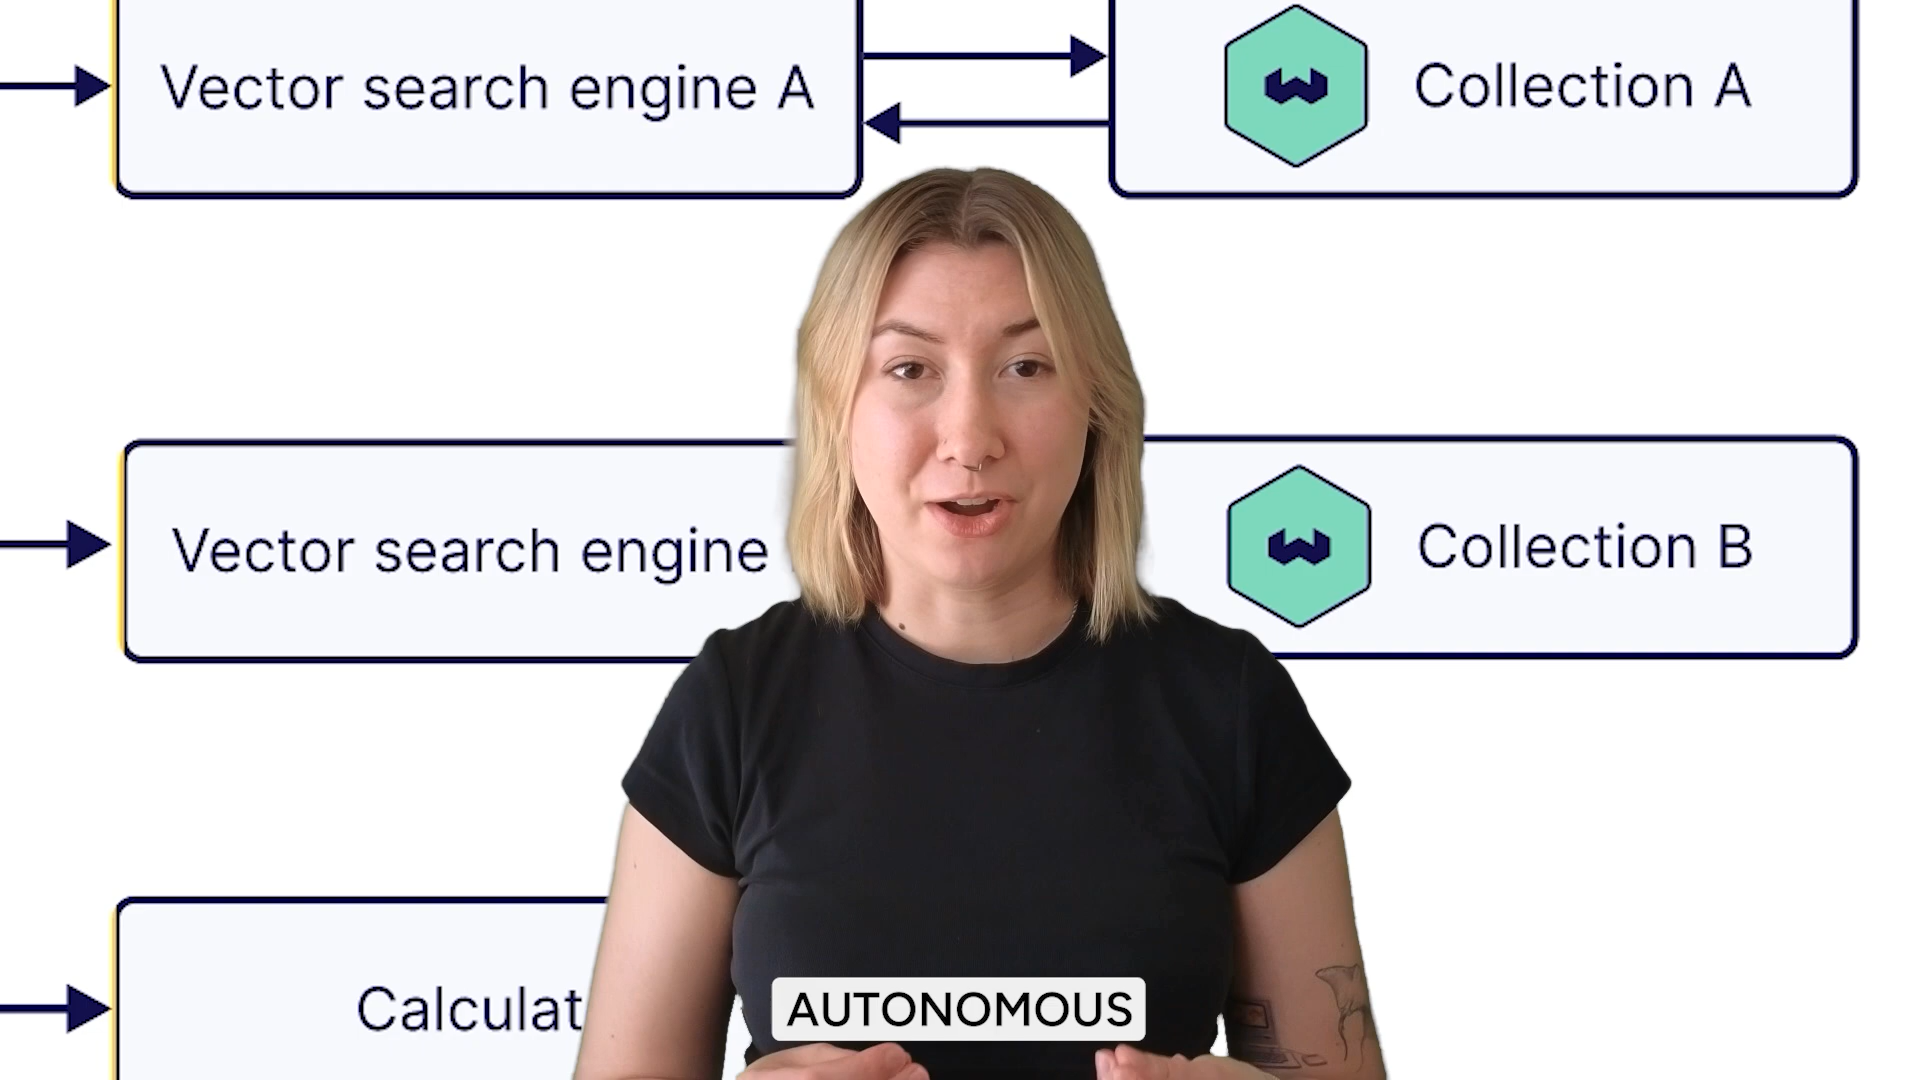 Vector search engine A
Collection A
Vector search engine
Collection B
Calculat
AUTONOMOUS